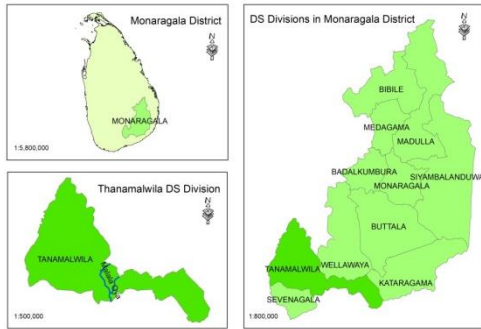 Monaragala District
MONARAGALA
1:5,800,000
Thanamalwila DS Division
TANAMALWILA
1:500,000
DS Divisions in Monaragala District
BIBILE
MEDAGAMA
MADULLA
BADALKUMBURA
SIYAMBALANDUWA
MONARAGALA
BUTTALA
TANAMALWILA
WELLAWAYA
KATARAGAMA
SEVENAGALA
1:800,000